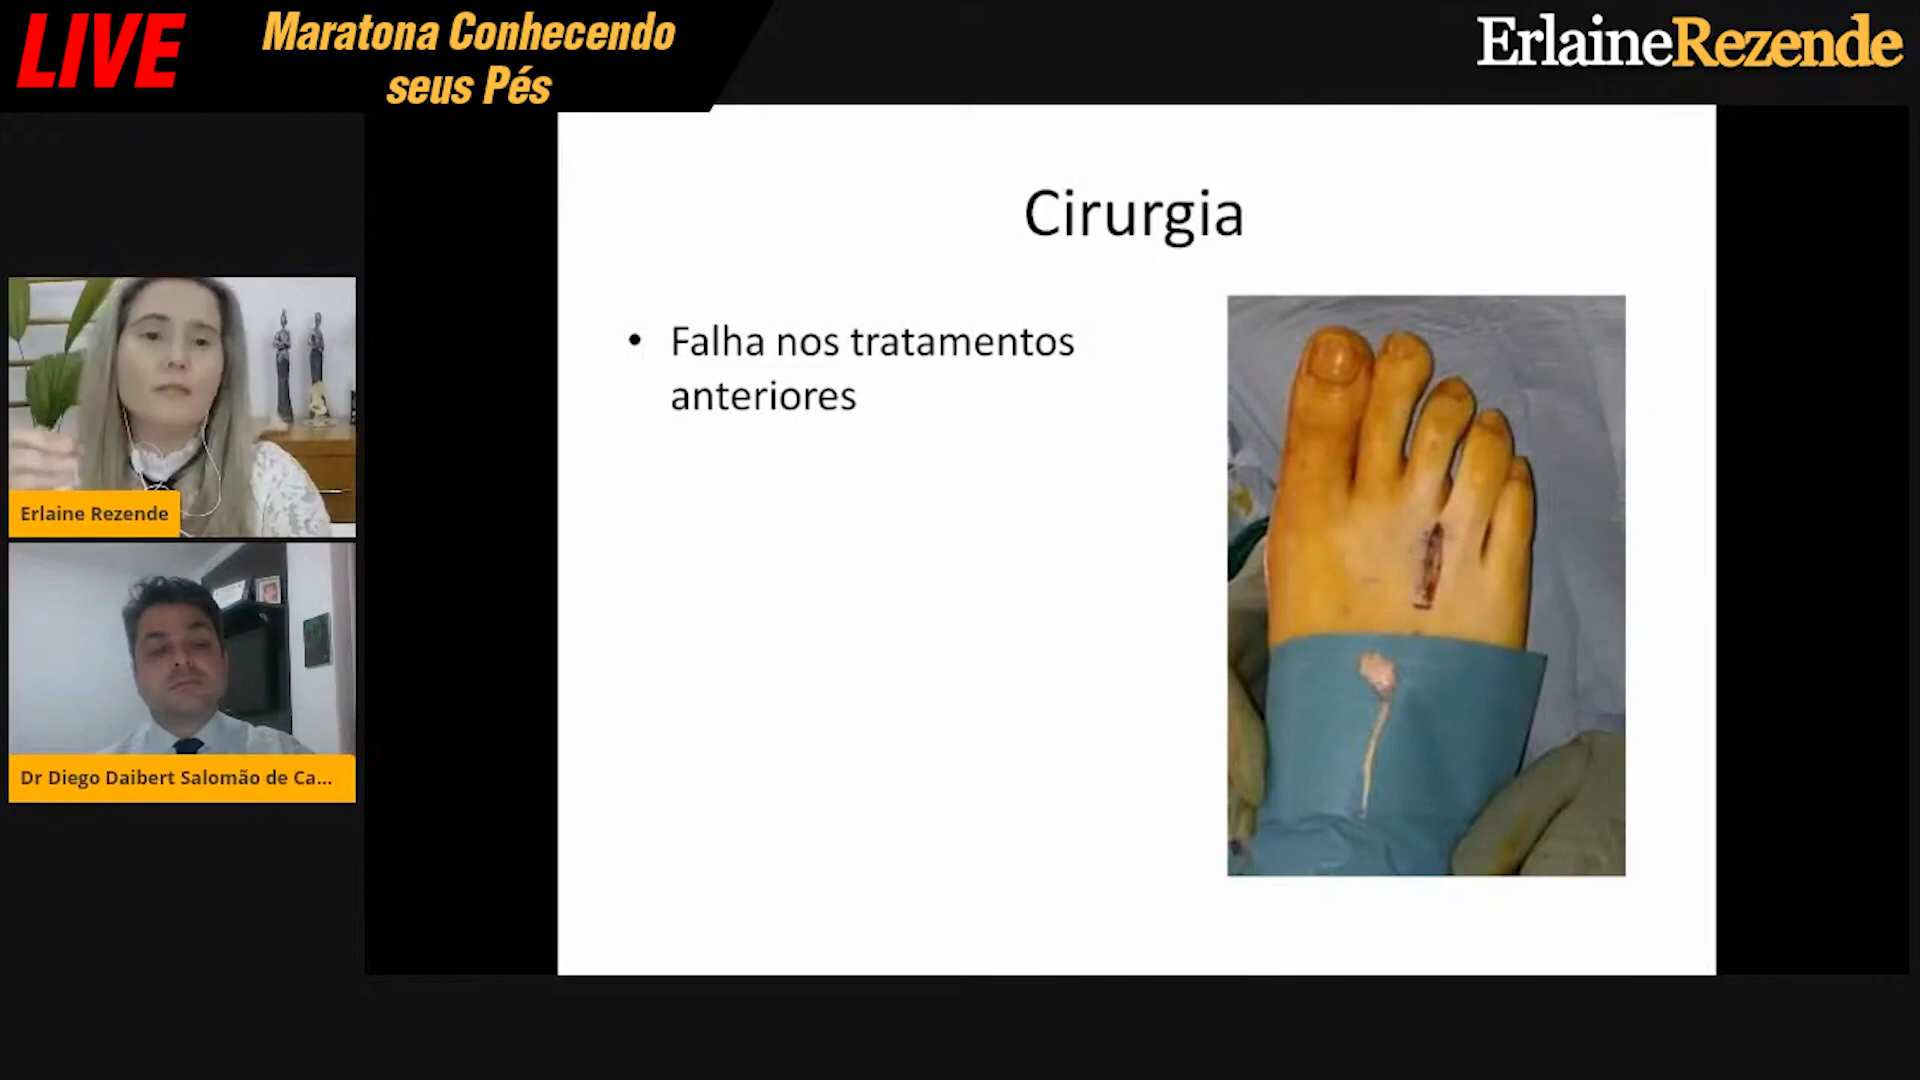 LIVE
Maratona Conhecendo
seus Pés
ErlaineRezende
Cirurgia
• Falha nos tratamentos
anteriores
Erlaine Rezende
Dr Diego Daibert Salomão de Ca...